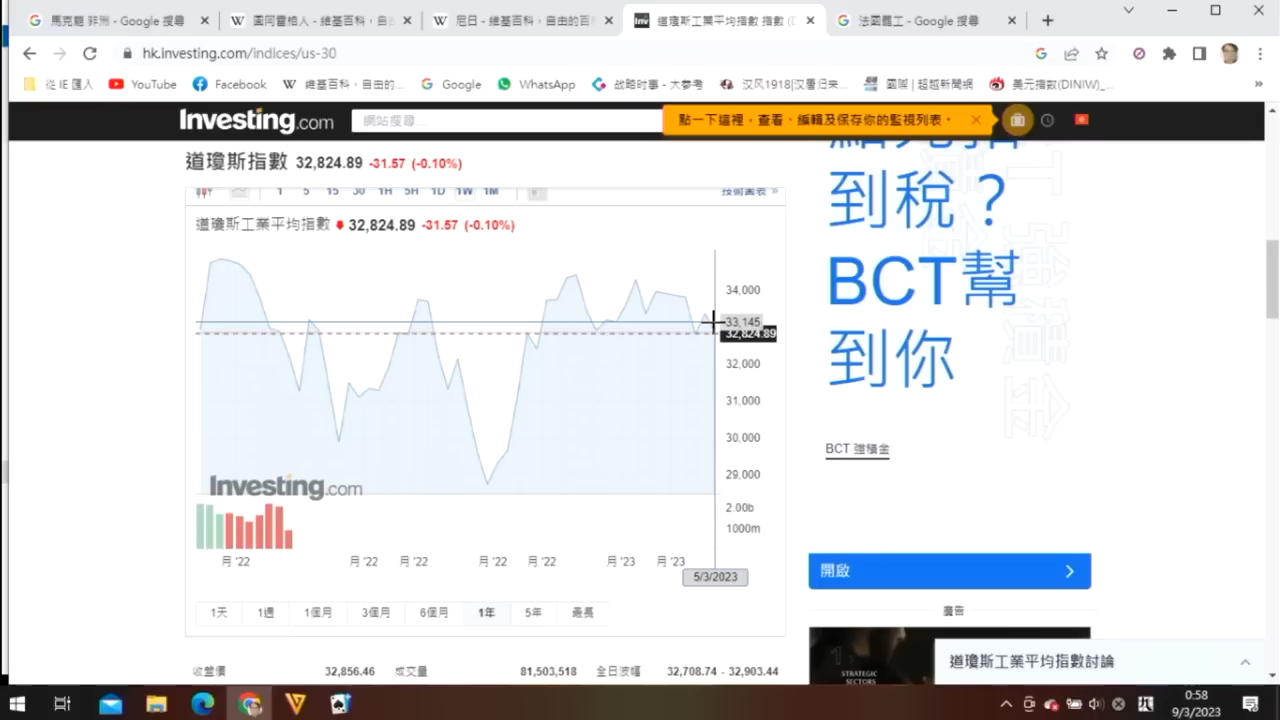 馬克龍 非洲 - Google 搜尋
圖阿雷格人 - 維基百科，自由
尼日 - 維基百科，自由的百
道瓊斯工業平均指數 指數 (D
法國罷工 - Google 搜尋
hk.investing.com/indices/us-30
從 IE 匯入
YouTube
Facebook
維基百科，自由的...
Google
WhatsApp
战略时事 - 大参考
汉风1918|汉唐归来...
國際 | 超越新聞網
美元指數(DINIW)_...
Investing.com
網站搜尋...
點一下這裡，查看、編輯及保存你的監視列表。
道瓊斯指數 32,824.89 -31.57 (-0.10%)
1 5 15 30 1H 5H 1D 1W 1M
技術圖表 »
道瓊斯工業平均指數 32,824.89 -31.57 (-0.10%)
34,000
33,145
32,824.89
32,000
31,000
30,000
29,000
2.00b
1000m
Investing.com
月 '22 月 '22 月 '22 月 '22 月 '22 月 '23 月 '23
5/3/2023
1天 1週 1個月 3個月 6個月 1年 5年 最長
收盤價 32,856.46 成交量 81,503,518 全日波幅 32,708.74 - 32,903.44
到稅？
BCT幫
到你
BCT 強積金
開啟
廣告
STRATEGIC
SECTORS
道瓊斯工業平均指數討論
0:58
9/3/2023